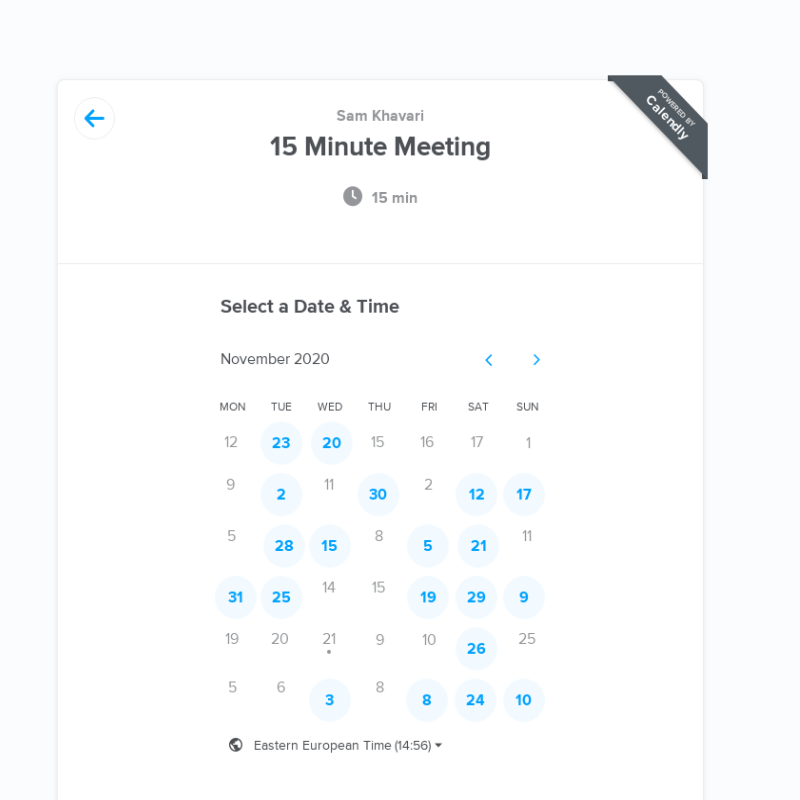 POWERED BY
Calendly
Sam Khavari
15 Minute Meeting
15 min
Select a Date & Time
November 2020
MON TUE WED THU FRI SAT SUN
12 23 20 15 16 17 1
9 2 11 30 2 12 17
5 28 15 8 5 21 11
31 25 14 15 19 29 9
19 20 21 9 10 26 25
5 6 3 8 8 24 10
Eastern European Time (14:56)